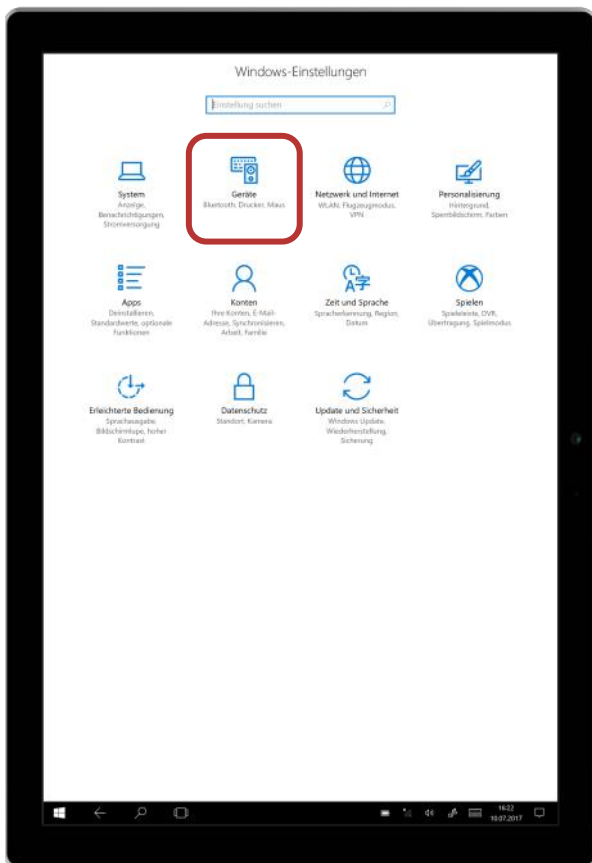 Windows-Einstellungen
Einstellung suchen
System
Anzeige,
Benachrichtigungen,
Stromversorgung
Geräte
Bluetooth, Drucker, Maus
Netzwerk und Internet
WLAN, Flugzeugmodus,
VPN
Personalisierung
Hintergrund,
Sperrbildschirm, Farben
Apps
Deinstallieren,
Standardwerte, optionale
Funktionen
Konten
Ihre Konten, E-Mail-
Adresse, Synchronisieren,
Arbeit, Familie
Zeit und Sprache
Spracherkennung, Region,
Datum
Spielen
Spieleleiste, DVR,
Übertragung, Spielmodus
Erleichterte Bedienung
Sprachausgabe,
Bildschirmlupe, hoher
Kontrast
Datenschutz
Standort, Kamera
Update und Sicherheit
Windows Update,
Wiederherstellung,
Sicherung
16:22
10.07.2017